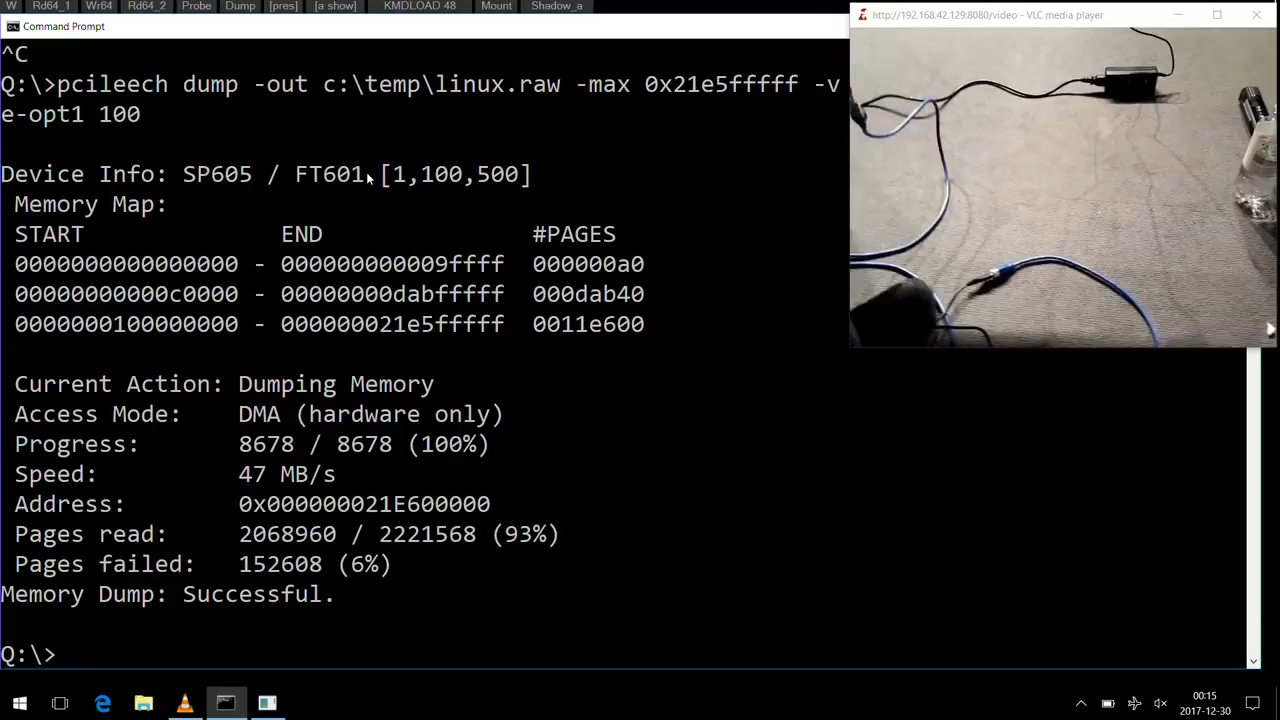 W Rd64_1 Wr64 Rd64_2 Probe Dump [pres] [a show] KMDLOAD 48 Mount Shadow_a
Command Prompt
http://192.168.42.129:8080/video - VLC media player
^C
Q:\>pcileech dump -out c:\temp\linux.raw -max 0x21e5fffff -v
e-opt1 100
Device Info: SP605 / FT601 [1,100,500]
Memory Map:
START END #PAGES
0000000000000000 - 000000000009ffff 000000a0
00000000000c0000 - 00000000dabfffff 000dab40
0000000100000000 - 000000021e5fffff 0011e600
Current Action: Dumping Memory
Access Mode: DMA (hardware only)
Progress: 8678 / 8678 (100%)
Speed: 47 MB/s
Address: 0x000000021E600000
Pages read: 2068960 / 2221568 (93%)
Pages failed: 152608 (6%)
Memory Dump: Successful.
Q:\>
00:15
2017-12-30